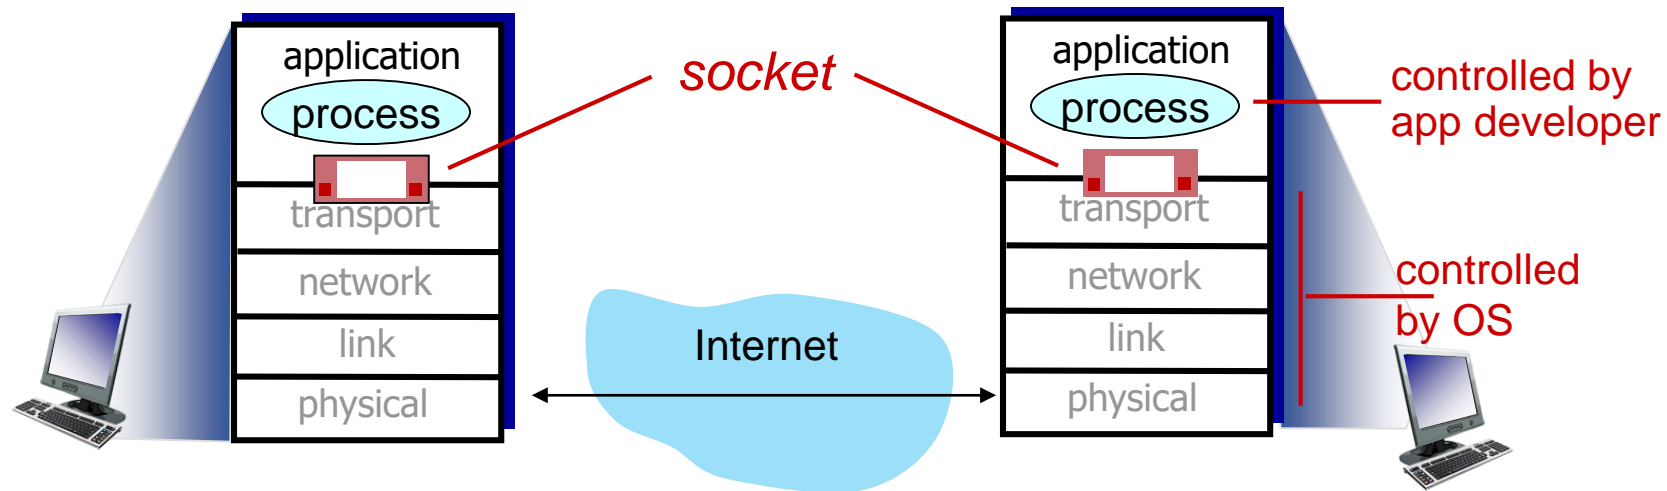 application
process
transport
network
link
physical
socket
Internet
application
process
transport
network
link
physical
controlled by
app developer
controlled
by OS